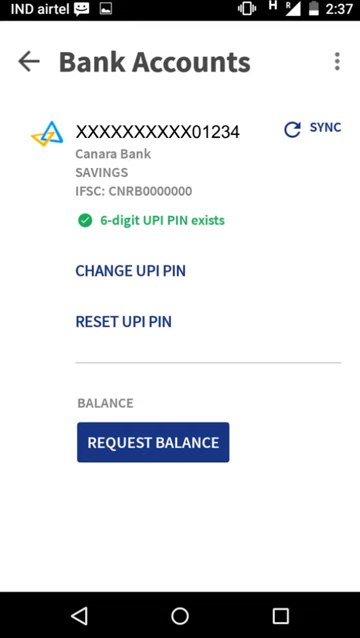 IND airtel
H R 2:37
Bank Accounts
XXXXXXXXXX01234
SYNC
Canara Bank
SAVINGS
IFSC: CNRB0000000
6-digit UPI PIN exists
CHANGE UPI PIN
RESET UPI PIN
BALANCE
REQUEST BALANCE